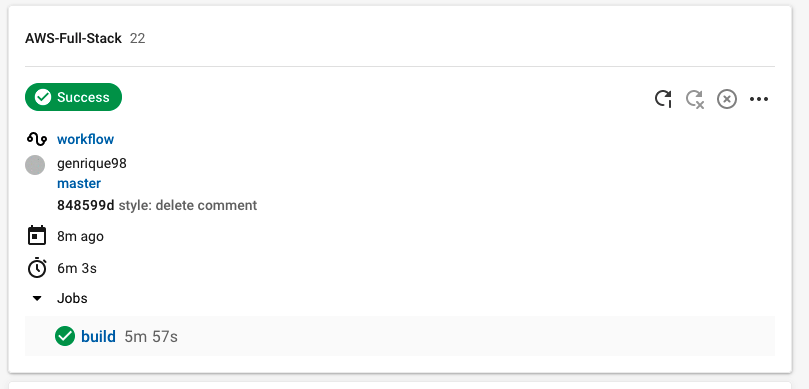 AWS-Full-Stack 22
Success
workflow
genrique98
master
848599d style: delete comment
8m ago
6m 3s
Jobs
build 5m 57s